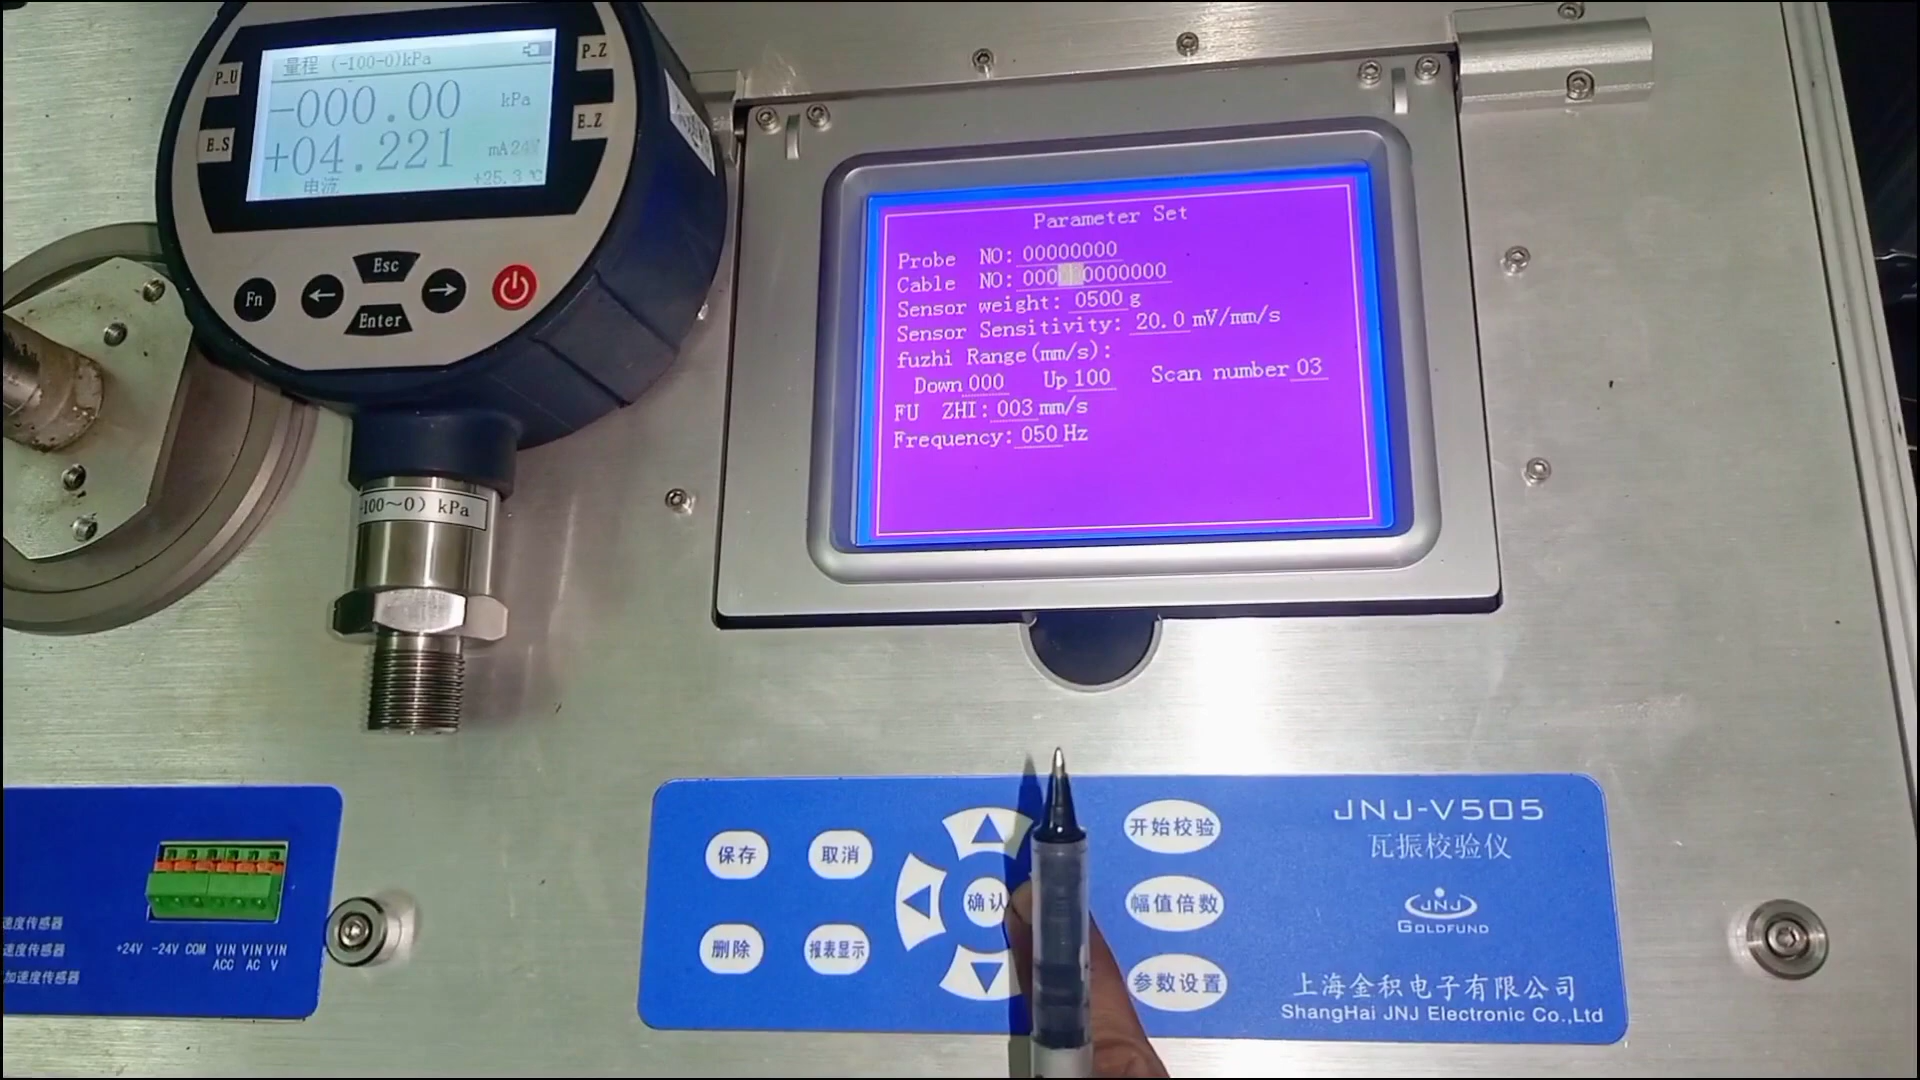 量程 (-100-0)kPa
-000.00 kPa
+04.221 mA 24V
电流 +25.3 ℃
P_U
E_S
P_Z
E_Z
Esc
Fn
Enter
-100～0) kPa
Parameter Set
Probe NO: 00000000
Sensor weight: 0500 g
Sensor Sensitivity: 20.0 mV/mm/s
fuzhi Range(mm/s):
Down 000 Up 100 Scan number 03
FU ZHI: 003 mm/s
Frequency: 050 Hz
速度传感器
速度传感器
加速度传感器
+24V -24V COM VIN VIN VIN
ACC AC V
保存
取消
删除
报表显示
确认
开始校验
幅值倍数
参数设置
JNJ-V505
瓦振校验仪
JNJ
GOLDFUND
上海金积电子有限公司
ShangHai JNJ Electronic Co.,Ltd